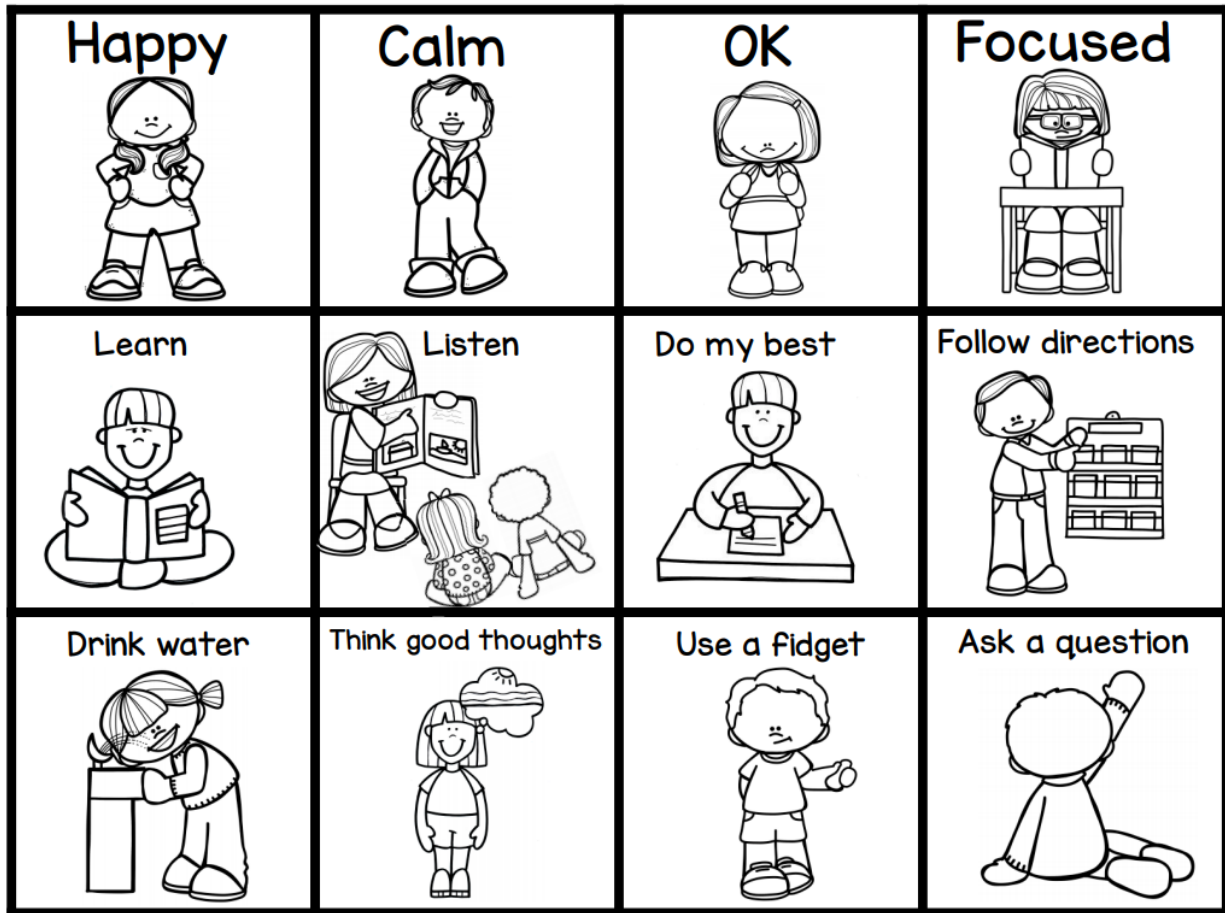 Happy
Calm
OK
Focused
Learn
Listen
Do my best
Follow directions
Drink water
Think good thoughts
Use a fidget
Ask a question